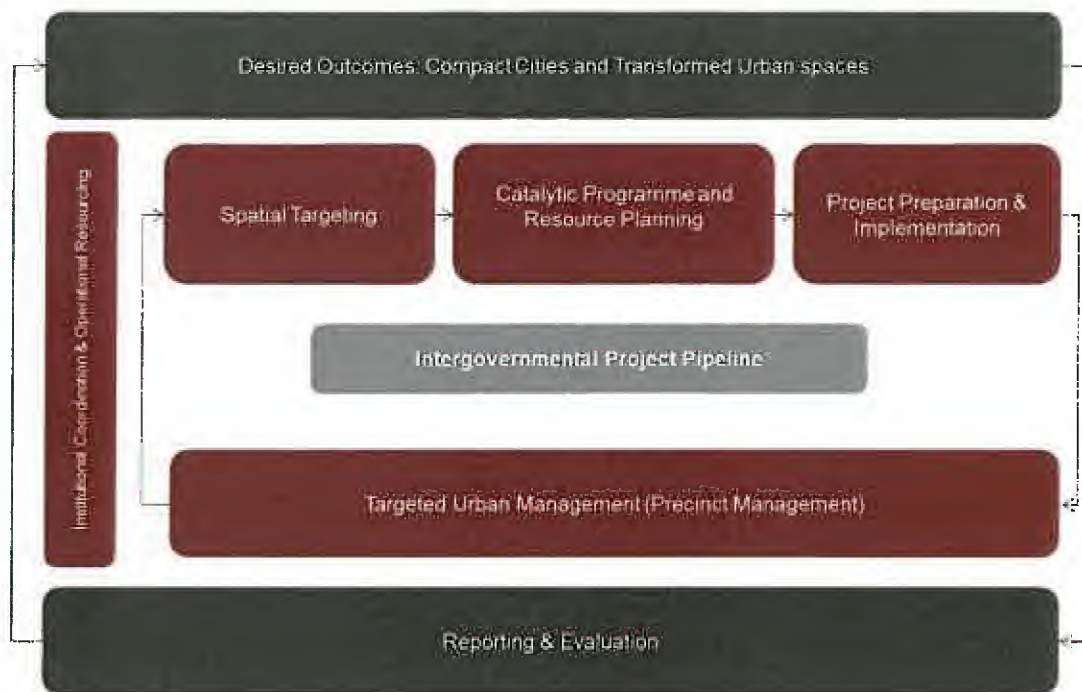 Desired Outcomes: Compact Cities and Transformed Urban spaces
Institutional Coordination & Operational Resourcing
Spatial Targeting
Catalytic Programme and
Resource Planning
Project Preparation &
Implementation
Intergovernmental Project Pipeline
Targeted Urban Management (Precinct Management)
Reporting & Evaluation